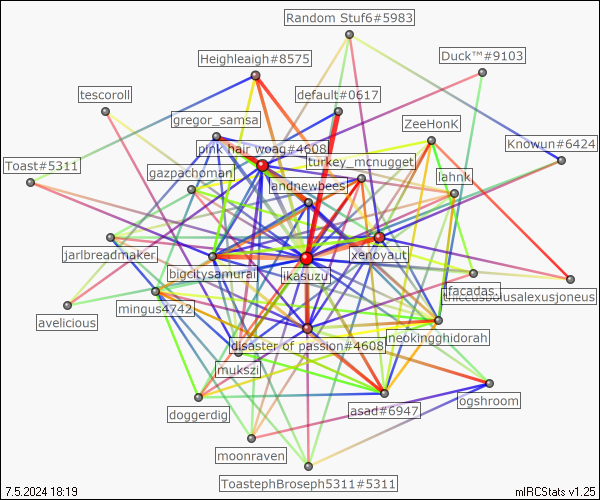 Random Stuf6#5983
Heighleaigh#8575
Duck™#9103
tescoroll
default#0617
gregor_samsa
ZeeHonK
pink hair woag#4608
Knowun#6424
turkey_mcnugget
Toast#5311
gazpachoman
lahnk
andnewbees
jarlbreadmaker
xenoyaut
bigcitysamurai
ikasuzu
facadas.
thiccusbolusalexusjoneus
avelicious
mingus4742
neokingghidorah
disaster of passion#4608
mukszi
ogshroom
doggerdig
asad#6947
moonraven
ToastephBroseph5311#5311
7.5.2024 18:19
mIRCStats v1.25